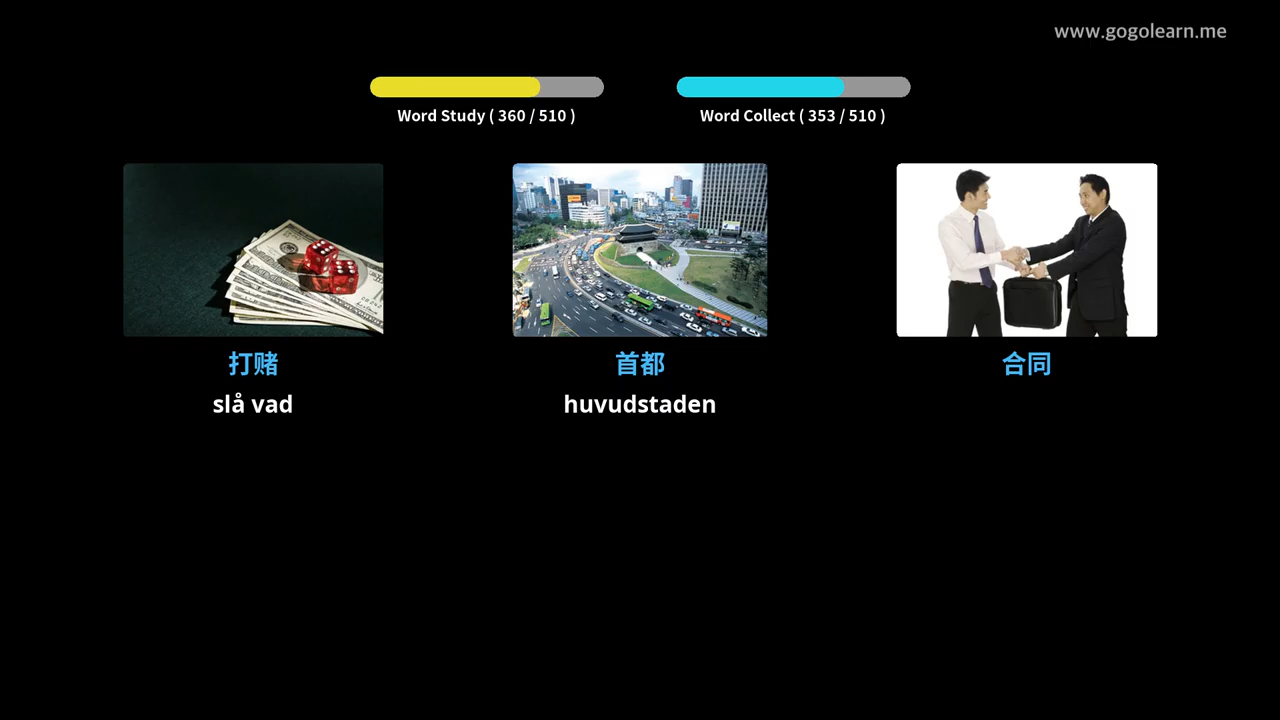 www.gogolearn.me
Word Study ( 360 / 510 )
Word Collect ( 353 / 510 )
打赌
首都
合同
slå vad
huvudstaden